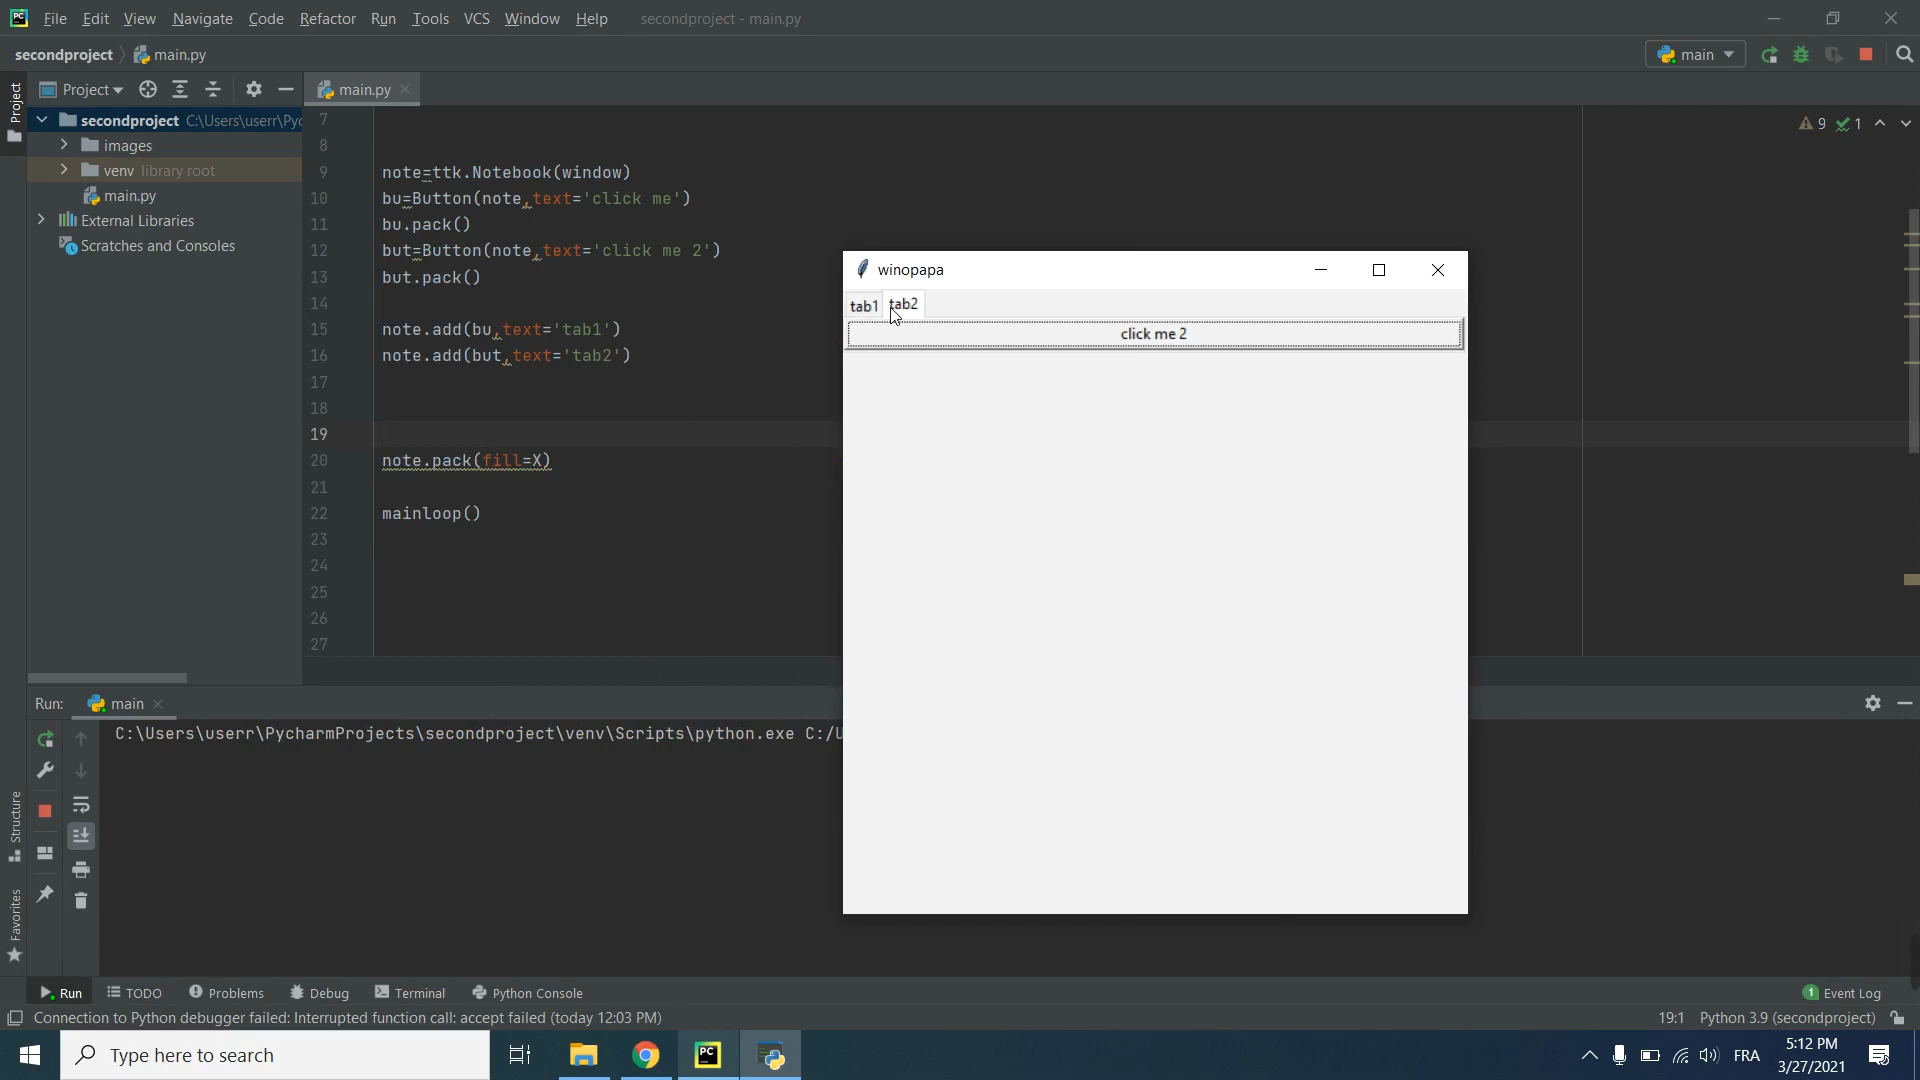 File Edit View Navigate Code Refactor Run Tools VCS Window Help secondproject - main.py
secondproject main.py main
Project main.py
Project
secondproject C:\Users\userr\Pyc
images
venv library root
main.py
External Libraries
Scratches and Consoles
9 1
7
8
9 note=ttk.Notebook(window)
10 bu=Button(note,text='click me')
11 bu.pack()
12 but=Button(note,text='click me 2')
13 but.pack()
14
15 note.add(bu,text='tab1')
16 note.add(but,text='tab2')
17
18
19
20 note.pack(fill=X)
21
22 mainloop()
23
24
25
26
27
winopapa
tab1 tab2
click me 2
Run: main
C:\Users\userr\PycharmProjects\secondproject\venv\Scripts\python.exe C:/U
Structure
Favorites
Run TODO Problems Debug Terminal Python Console 1 Event Log
Connection to Python debugger failed: Interrupted function call: accept failed (today 12:03 PM) 19:1 Python 3.9 (secondproject)
Type here to search
PC
FRA
5:12 PM
3/27/2021